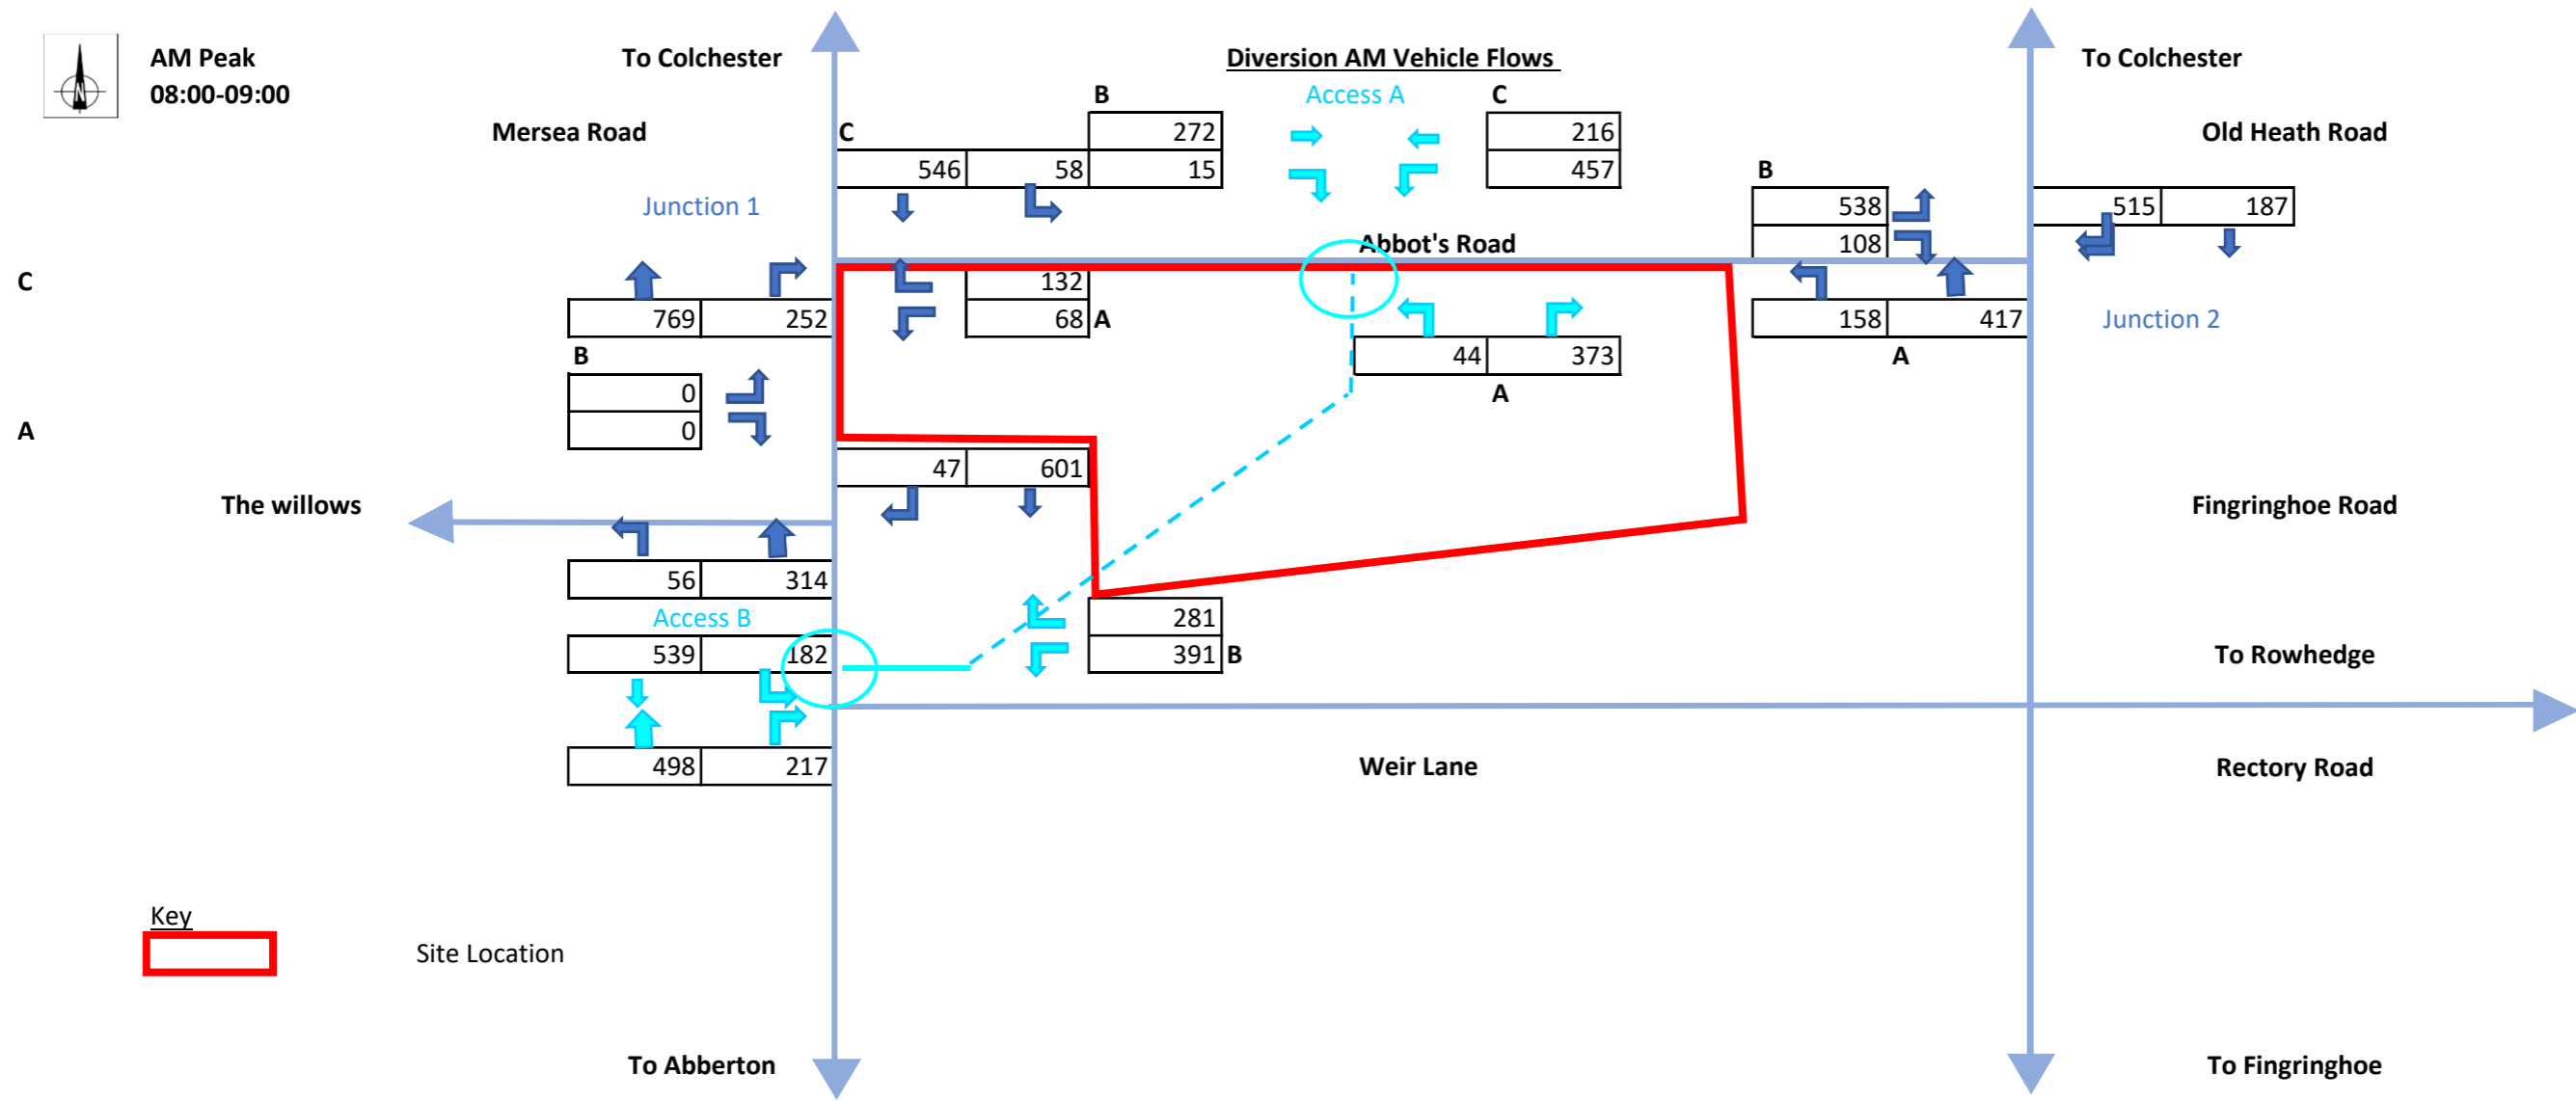 AM Peak To Colchester Diversion AM Vehicle Flows To Colchester
08:00-09:00 B Access A C
Mersea Road C 272 216 Old Heath Road
546 58 15 457 B
Junction 1 538 515 187
Abbot's Road 108
C 132
769 252 68 A 158 417 Junction 2
B 44 373 A
0 A
A 0
47 601
The willows Fingringhoe Road
56 314
Access B 281
539 182 391 B To Rowhedge
498 217 Weir Lane Rectory Road
Key
Site Location
To Abberton To Fingringhoe